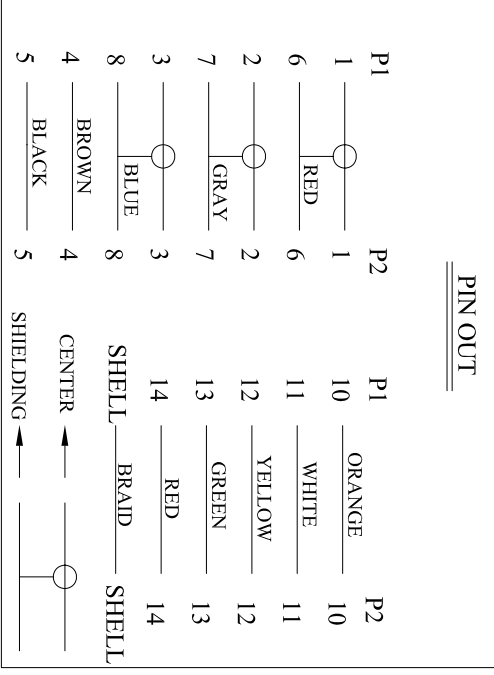 PIN OUT
P1 P2
1 1
6 RED 6
2 2
7 GRAY 7
3 3
8 BLUE 8
4 BROWN 4
5 BLACK 5
P1 P2
10 ORANGE 10
11 WHITE 11
12 YELLOW 12
13 GREEN 13
14 RED 14
SHELL BRAID SHELL
CENTER
SHIELDING